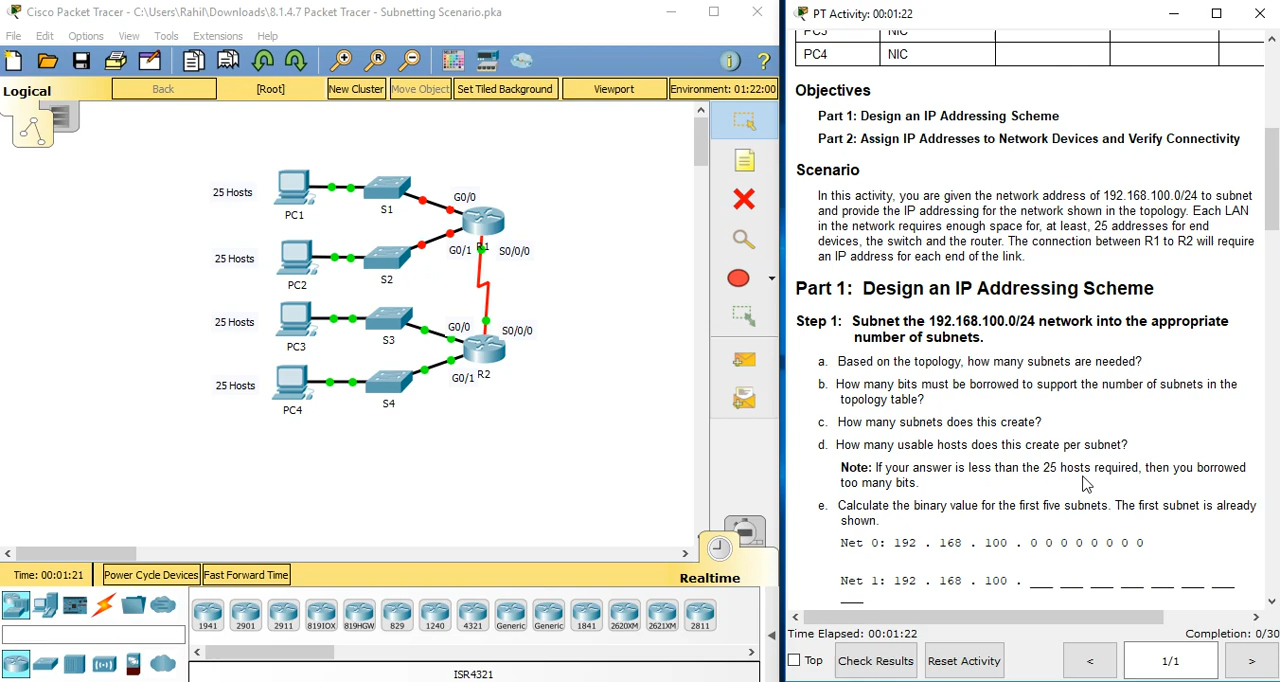 Cisco Packet Tracer - C:\Users\Rahil\Downloads\8.1.4.7 Packet Tracer - Subnetting Scenario.pka
File Edit Options View Tools Extensions Help
Logical
Back
[Root]
New Cluster
Move Object
Set Tiled Background
Viewport
Environment: 01:22:00
25 Hosts
PC1
S1
G0/0
25 Hosts
PC2
S2
G0/1
R1
S0/0/0
25 Hosts
PC3
S3
G0/0
S0/0/0
25 Hosts
PC4
S4
G0/1
R2
Time: 00:01:21
Power Cycle Devices
Fast Forward Time
Realtime
1941
2901
2911
819IOX
819HGW
829
1240
4321
Generic
Generic
1841
2620XM
2621XM
2811
ISR4321
PT Activity: 00:01:22
PC3 NIC
PC4 NIC
Objectives
Part 1: Design an IP Addressing Scheme
Part 2: Assign IP Addresses to Network Devices and Verify Connectivity
Scenario
In this activity, you are given the network address of 192.168.100.0/24 to subnet
and provide the IP addressing for the network shown in the topology. Each LAN
in the network requires enough space for, at least, 25 addresses for end
devices, the switch and the router. The connection between R1 to R2 will require
an IP address for each end of the link.
Part 1: Design an IP Addressing Scheme
Step 1: Subnet the 192.168.100.0/24 network into the appropriate
number of subnets.
a. Based on the topology, how many subnets are needed?
b. How many bits must be borrowed to support the number of subnets in the
topology table?
c. How many subnets does this create?
d. How many usable hosts does this create per subnet?
Note: If your answer is less than the 25 hosts required, then you borrowed
too many bits.
e. Calculate the binary value for the first five subnets. The first subnet is already
shown.
Net 0: 192 . 168 . 100 . 0 0 0 0 0 0 0 0
Net 1: 192 . 168 . 100 . ___ ___ ___ ___ ___ ___ ___
___
Time Elapsed: 00:01:22
Completion: 0/30
Top
Check Results
Reset Activity
<
1/1
>